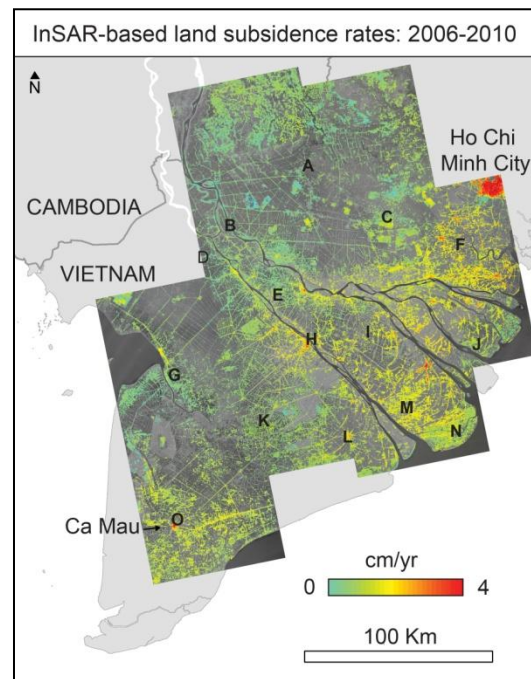 InSAR-based land subsidence rates: 2006-2010
N
Ho Chi
Minh City
A
CAMBODIA
B
C
F
VIETNAM
D
E
H
I
J
G
M
K
L
N
Ca Mau
O
cm/yr
0
4
100 Km